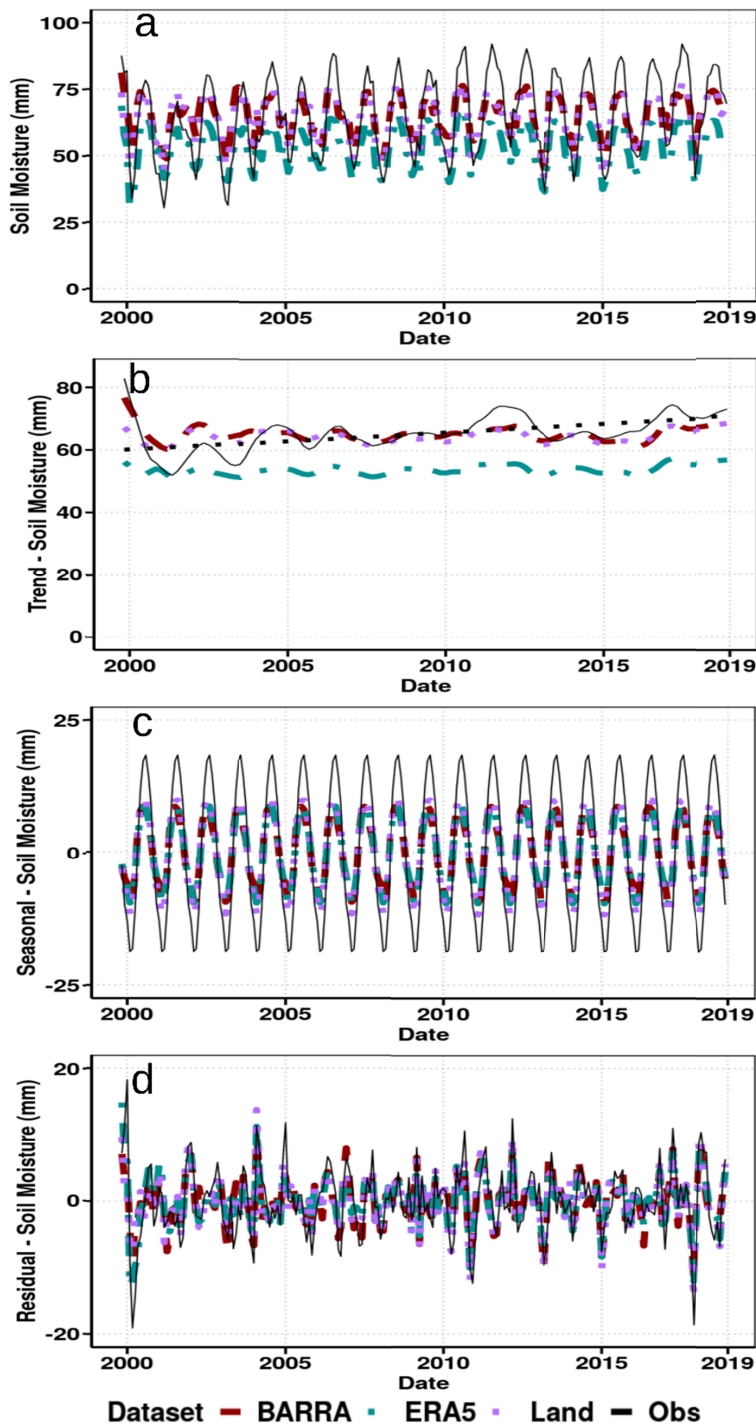 a
100
75
50
25
0
Soil Moisture (mm)
2000 2005 2010 2015 2019
Date
b
80
60
40
20
0
Trend - Soil Moisture (mm)
2000 2005 2010 2015 2019
Date
c
25
0
-25
Seasonal - Soil Moisture (mm)
2000 2005 2010 2015 2019
Date
d
20
0
-20
Residual - Soil Moisture (mm)
2000 2005 2010 2015 2019
Date
Dataset BARRA ERA5 Land Obs